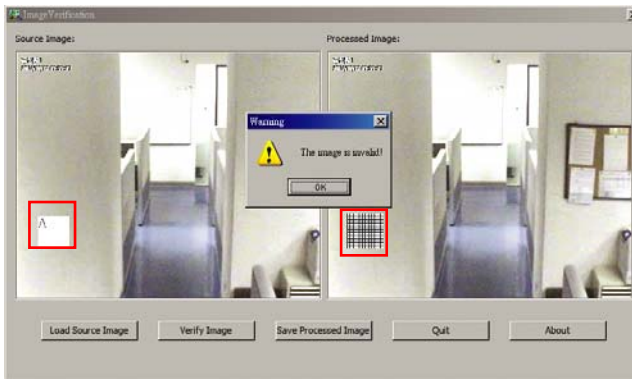 ImageVerification
Source Image:
Processed Image:
Warning
The image is invalid!!
OK
A
Load Source Image
Verify Image
Save Processed Image
Quit
About